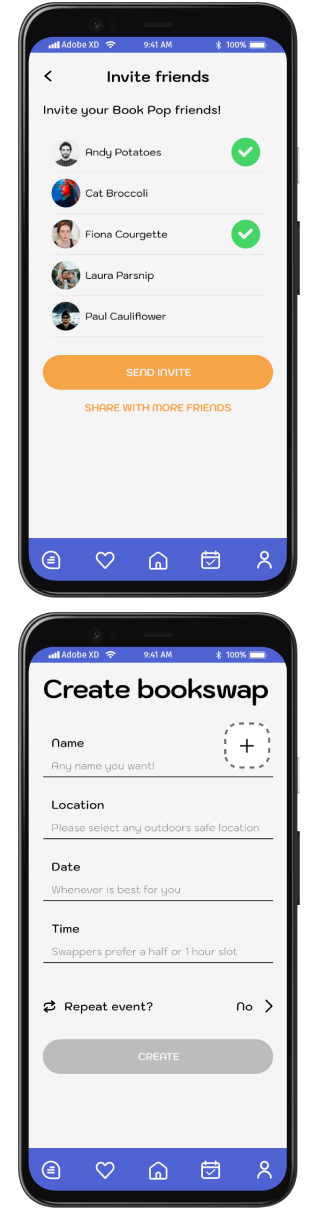 Adobe XD 9:41 AM 100%
Invite friends
Invite your Book Pop friends!
Andy Potatoes
Cat Broccoli
Fiona Courgette
Laura Parsnip
Paul Cauliflower
SEND INVITE
SHARE WITH MORE FRIENDS
Adobe XD 9:41 AM 100%
Create bookswap
Name
Any name you want!
Location
Please select any outdoors safe location
Date
Whenever is best for you
Time
Swappers prefer a half or 1 hour slot
Repeat event? No
CREATE